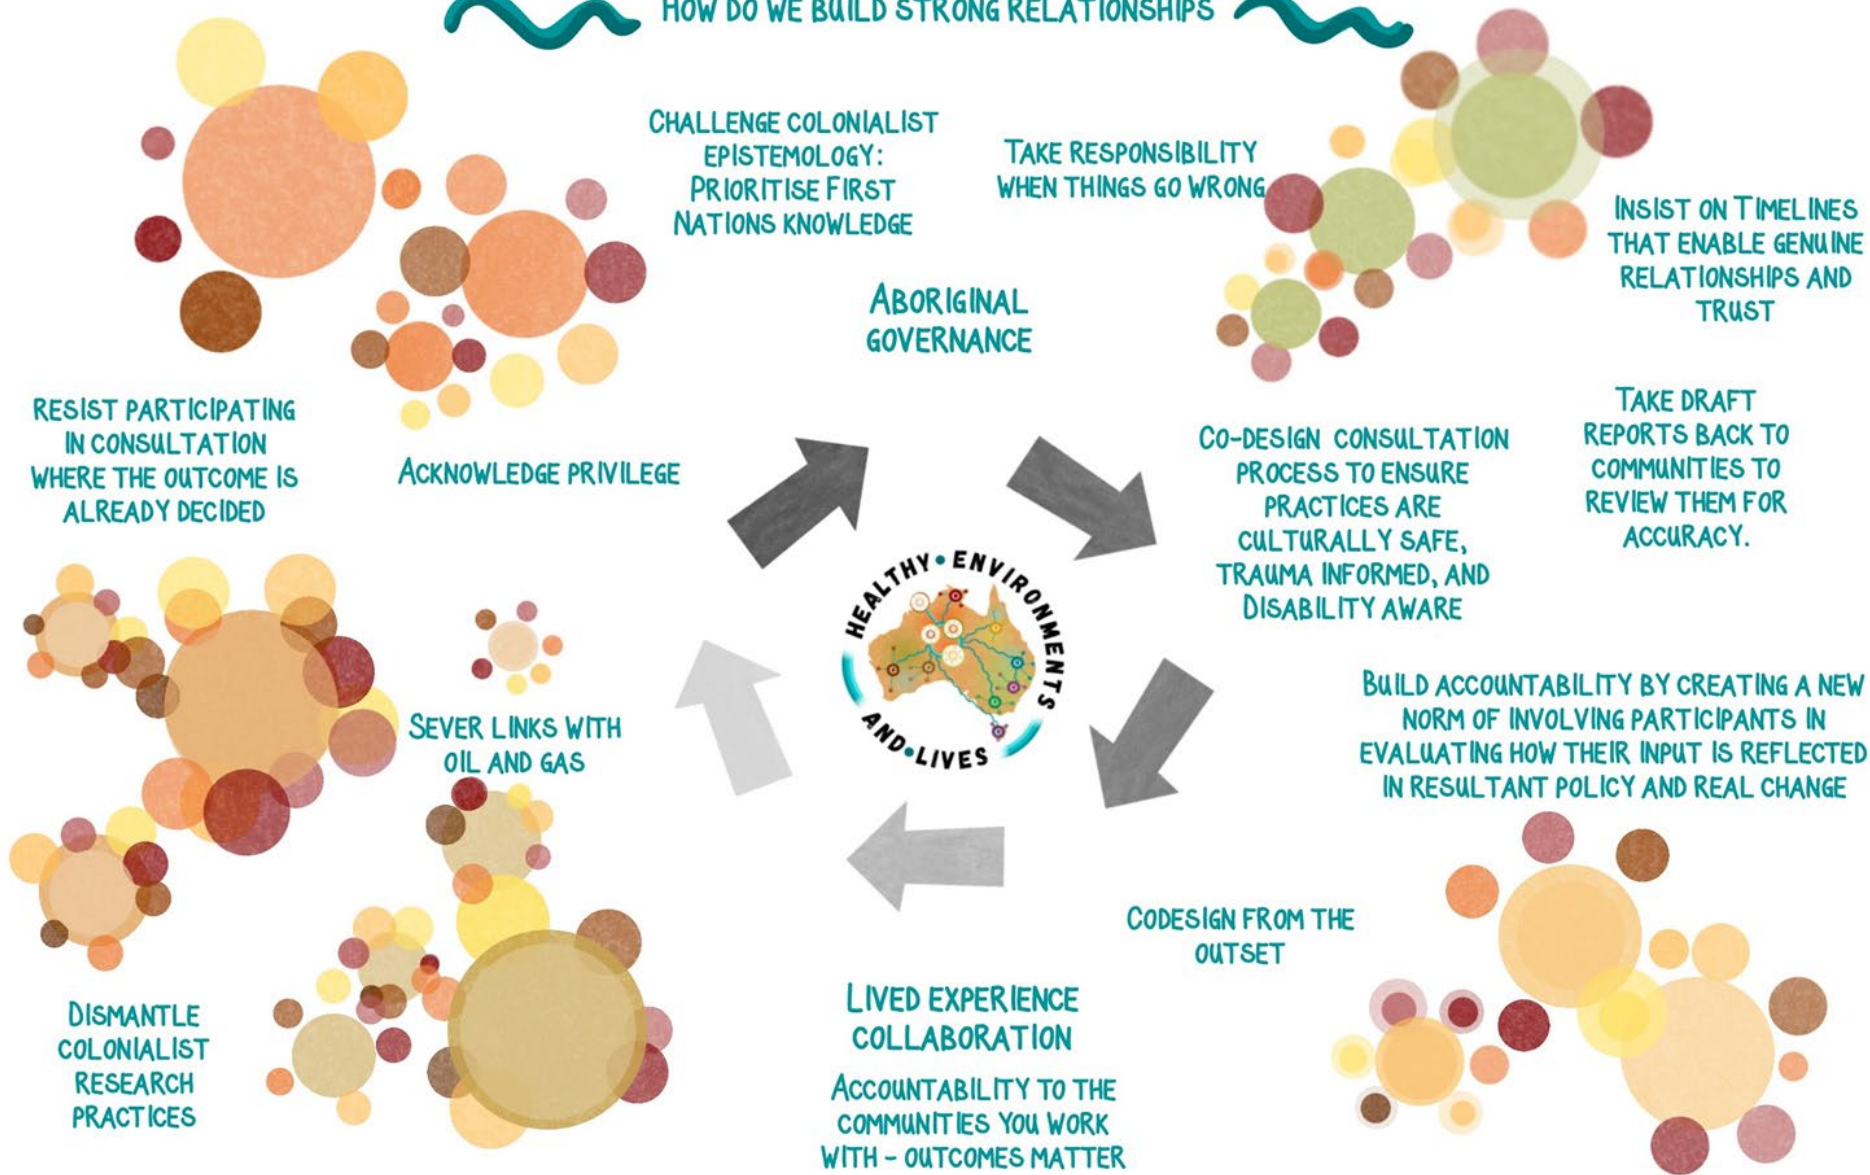 HOW DO WE BUILD STRONG RELATIONSHIPS
CHALLENGE COLONIALIST
EPISTEMOLOGY:
PRIORITISE FIRST
NATIONS KNOWLEDGE
TAKE RESPONSIBILITY
WHEN THINGS GO WRONG
INSIST ON TIMELINES
THAT ENABLE GENUINE
RELATIONSHIPS AND
TRUST
ABORIGINAL
GOVERNANCE
RESIST PARTICIPATING
IN CONSULTATION
WHERE THE OUTCOME IS
ALREADY DECIDED
ACKNOWLEDGE PRIVILEGE
CO-DESIGN CONSULTATION
PROCESS TO ENSURE
PRACTICES ARE
CULTURALLY SAFE,
TRAUMA INFORMED, AND
DISABILITY AWARE
TAKE DRAFT
REPORTS BACK TO
COMMUNITIES TO
REVIEW THEM FOR
ACCURACY.
HEALTHY • ENVIRONMENTS
AND • LIVES
SEVER LINKS WITH
OIL AND GAS
BUILD ACCOUNTABILITY BY CREATING A NEW
NORM OF INVOLVING PARTICIPANTS IN
EVALUATING HOW THEIR INPUT IS REFLECTED
IN RESULTANT POLICY AND REAL CHANGE
CODESIGN FROM THE
OUTSET
DISMANTLE
COLONIALIST
RESEARCH
PRACTICES
LIVED EXPERIENCE
COLLABORATION
ACCOUNTABILITY TO THE
COMMUNITIES YOU WORK
WITH - OUTCOMES MATTER